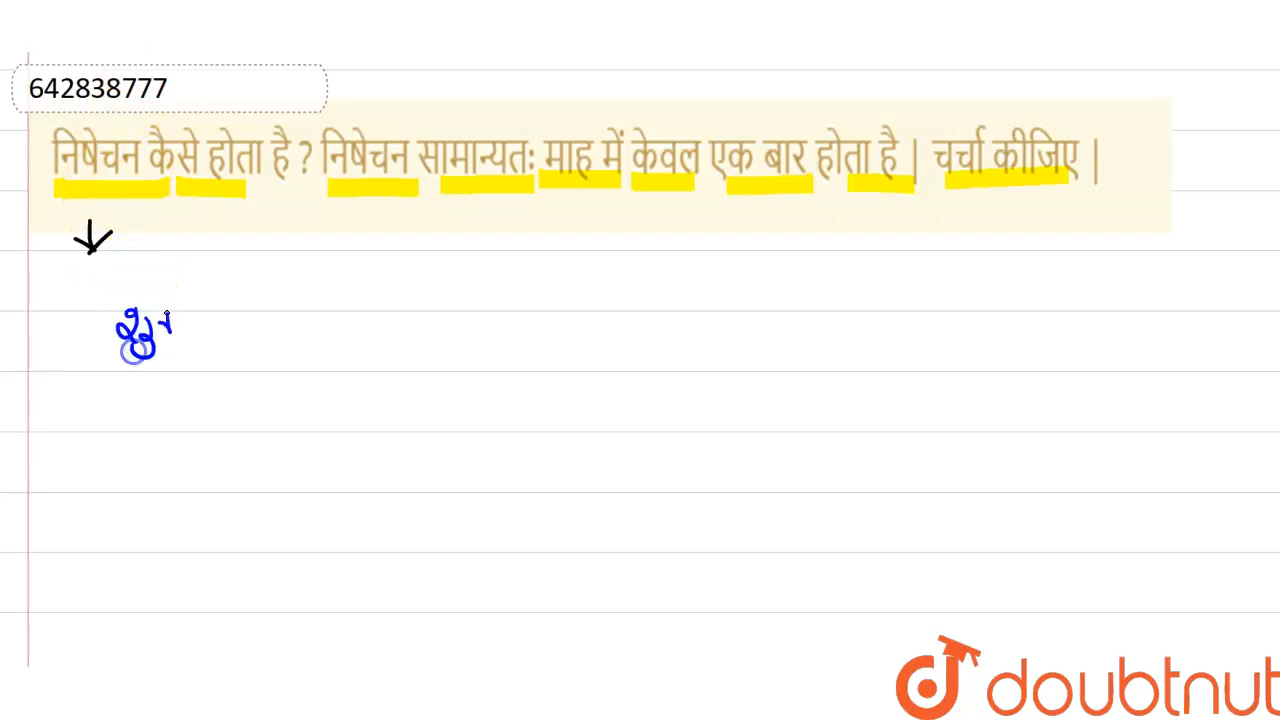 642838777
निषेचन कैसे होता है ? निषेचन सामान्यतः माह में केवल एक बार होता है | चर्चा कीजिए |
doubtnut